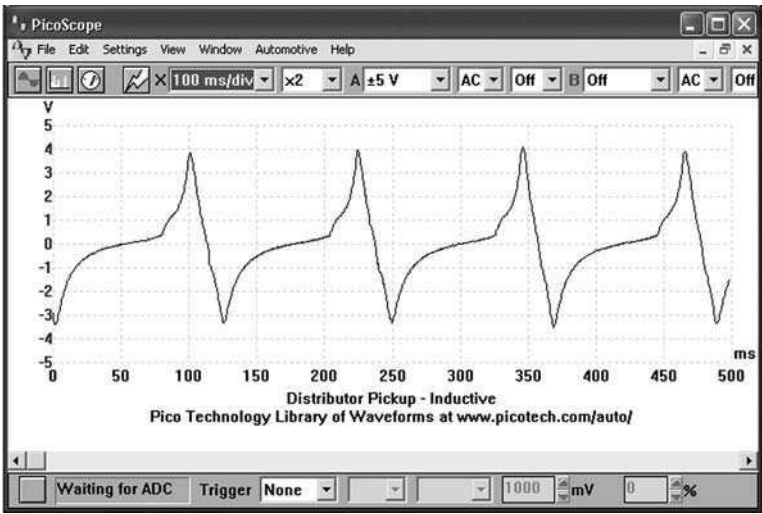 PicoScope
File Edit Settings View Window Automotive Help
X 100 ms/div x2 A ±5 V AC Off B Off AC Off
V
5
4
3
2
1
0
-1
-2
-3
-4
-5
ms
0 50 100 150 200 250 300 350 400 450 500
Distributor Pickup - Inductive
Pico Technology Library of Waveforms at www.picotech.com/auto/
Waiting for ADC Trigger None 1000 mV 0 %